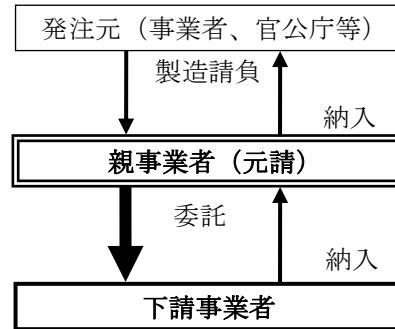 発注元（事業者、官公庁等）
製造請負
納入
親事業者（元請）
委託
納入
下請事業者